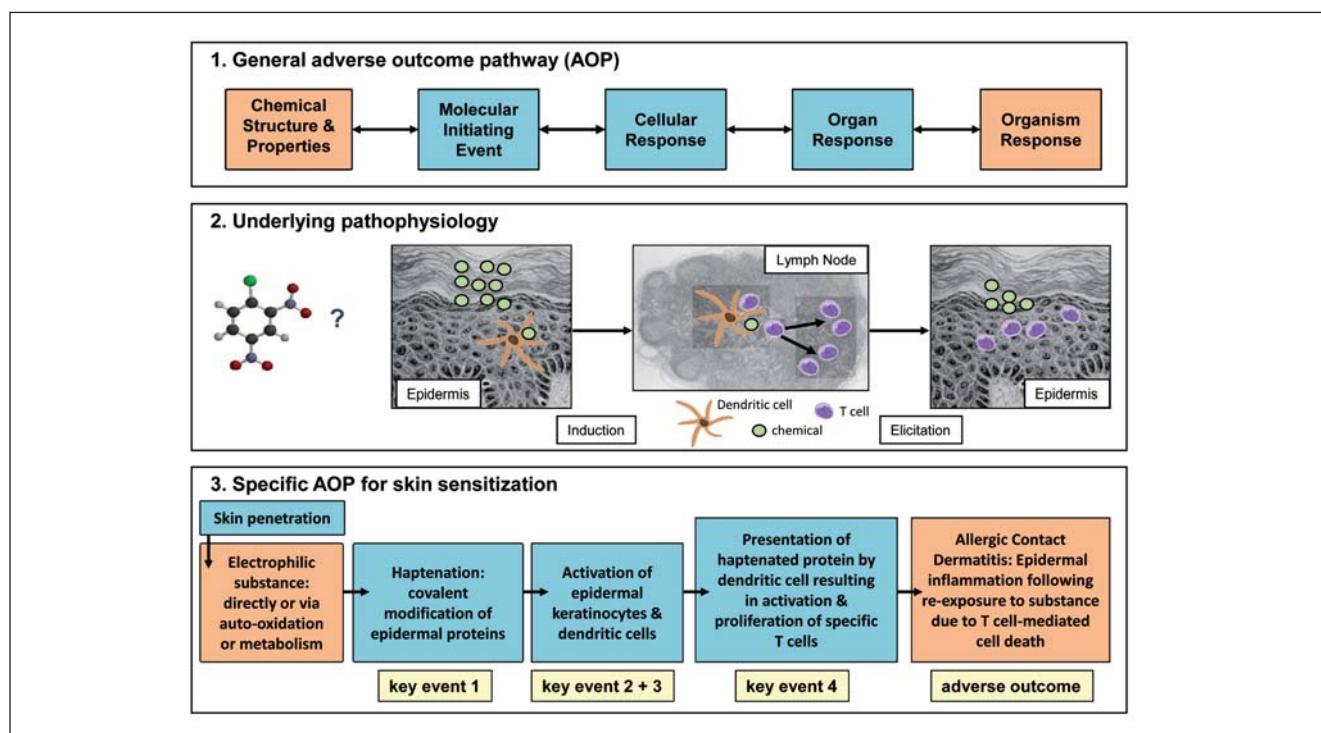 1. General adverse outcome pathway (AOP)
Chemical
Structure &
Properties
Molecular
Initiating
Event
Cellular
Response
Organ
Response
Organism
Response
2. Underlying pathophysiology
?
Epidermis
Lymph Node
Epidermis
Induction
Dendritic cell
T cell
chemical
Elicitation
3. Specific AOP for skin sensitization
Skin penetration
Electrophilic
substance:
directly or via
auto-oxidation
or metabolism
Haptenation:
covalent
modification of
epidermal proteins
Activation of
epidermal
keratinocytes &
dendritic cells
Presentation of
haptenated protein by
dendritic cell resulting
in activation &
proliferation of specific
T cells
Allergic Contact
Dermatitis: Epidermal
inflammation following
re-exposure to substance
due to T cell-mediated
cell death
key event 1
key event 2 + 3
key event 4
adverse outcome